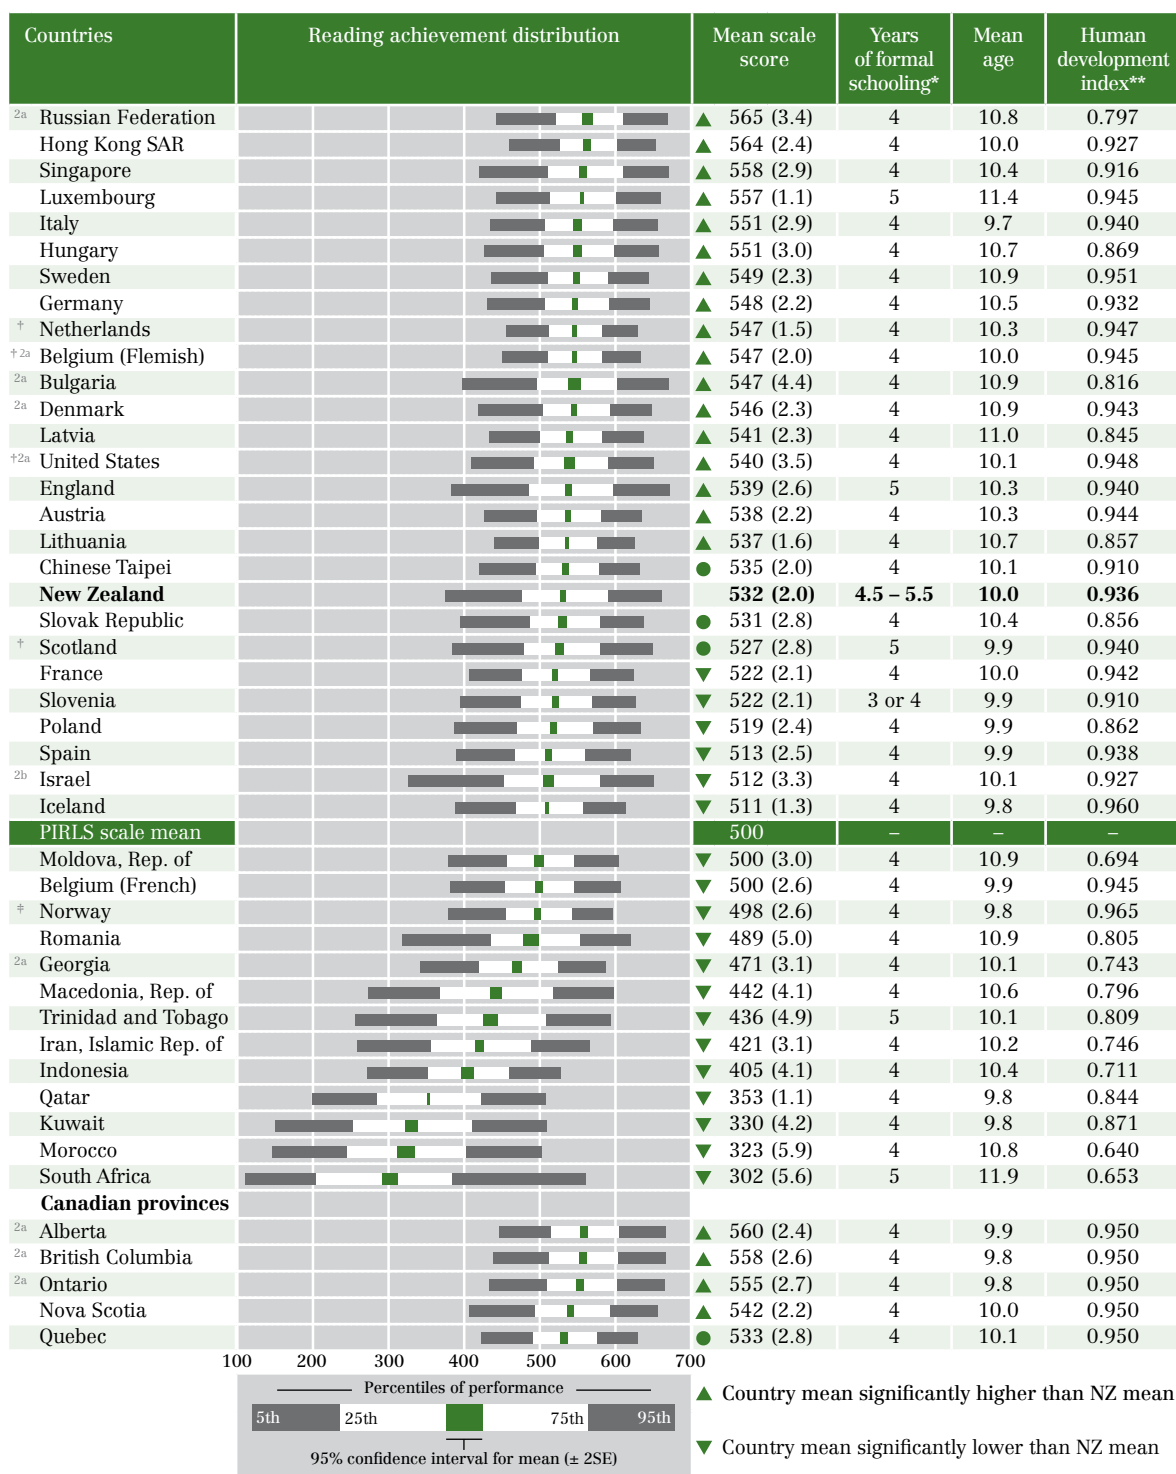 Countries Reading achievement distribution Mean scale score Years of formal schooling* Mean age Human development index**
2a Russian Federation 565 (3.4) 4 10.8 0.797
Hong Kong SAR 564 (2.4) 4 10.0 0.927
Singapore 558 (2.9) 4 10.4 0.916
Luxembourg 557 (1.1) 5 11.4 0.945
Italy 551 (2.9) 4 9.7 0.940
Hungary 551 (3.0) 4 10.7 0.869
Sweden 549 (2.3) 4 10.9 0.951
Germany 548 (2.2) 4 10.5 0.932
† Netherlands 547 (1.5) 4 10.3 0.947
† 2a Belgium (Flemish) 547 (2.0) 4 10.0 0.945
2a Bulgaria 547 (4.4) 4 10.9 0.816
2a Denmark 546 (2.3) 4 10.9 0.943
Latvia 541 (2.3) 4 11.0 0.845
†2a United States 540 (3.5) 4 10.1 0.948
England 539 (2.6) 5 10.3 0.940
Austria 538 (2.2) 4 10.3 0.944
Lithuania 537 (1.6) 4 10.7 0.857
Chinese Taipei 535 (2.0) 4 10.1 0.910
New Zealand 532 (2.0) 4.5 – 5.5 10.0 0.936
Slovak Republic 531 (2.8) 4 10.4 0.856
† Scotland 527 (2.8) 5 9.9 0.940
France 522 (2.1) 4 10.0 0.942
Slovenia 522 (2.1) 3 or 4 9.9 0.910
Poland 519 (2.4) 4 9.9 0.862
Spain 513 (2.5) 4 9.9 0.938
2b Israel 512 (3.3) 4 10.1 0.927
Iceland 511 (1.3) 4 9.8 0.960
PIRLS scale mean 500 – – –
Moldova, Rep. of 500 (3.0) 4 10.9 0.694
Belgium (French) 500 (2.6) 4 9.9 0.945
‡ Norway 498 (2.6) 4 9.8 0.965
Romania 489 (5.0) 4 10.9 0.805
2a Georgia 471 (3.1) 4 10.1 0.743
Macedonia, Rep. of 442 (4.1) 4 10.6 0.796
Trinidad and Tobago 436 (4.9) 5 10.1 0.809
Iran, Islamic Rep. of 421 (3.1) 4 10.2 0.746
Indonesia 405 (4.1) 4 10.4 0.711
Qatar 353 (1.1) 4 9.8 0.844
Kuwait 330 (4.2) 4 9.8 0.871
Morocco 323 (5.9) 4 10.8 0.640
South Africa 302 (5.6) 5 11.9 0.653
Canadian provinces
2a Alberta 560 (2.4) 4 9.9 0.950
2a British Columbia 558 (2.6) 4 9.8 0.950
2a Ontario 555 (2.7) 4 9.8 0.950
Nova Scotia 542 (2.2) 4 10.0 0.950
Quebec 533 (2.8) 4 10.1 0.950
100 200 300 400 500 600 700
Percentiles of performance
5th 25th 75th 95th
95% confidence interval for mean (± 2SE)
Country mean significantly higher than NZ mean
Country mean significantly lower than NZ mean